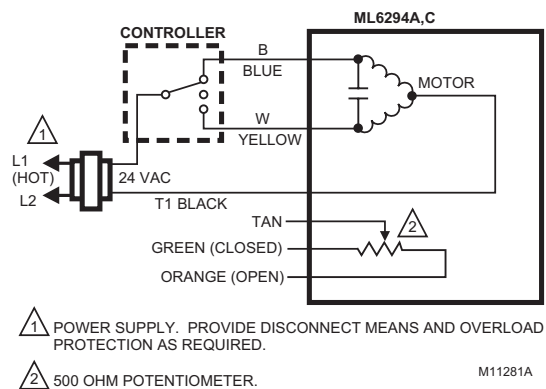 ML6294A,C
CONTROLLER
B
BLUE
MOTOR
W
YELLOW
1
L1
(HOT)
24 VAC
L2
T1 BLACK
TAN
2
GREEN (CLOSED)
ORANGE (OPEN)
1 POWER SUPPLY. PROVIDE DISCONNECT MEANS AND OVERLOAD
PROTECTION AS REQUIRED.
2 500 OHM POTENTIOMETER.
M11281A